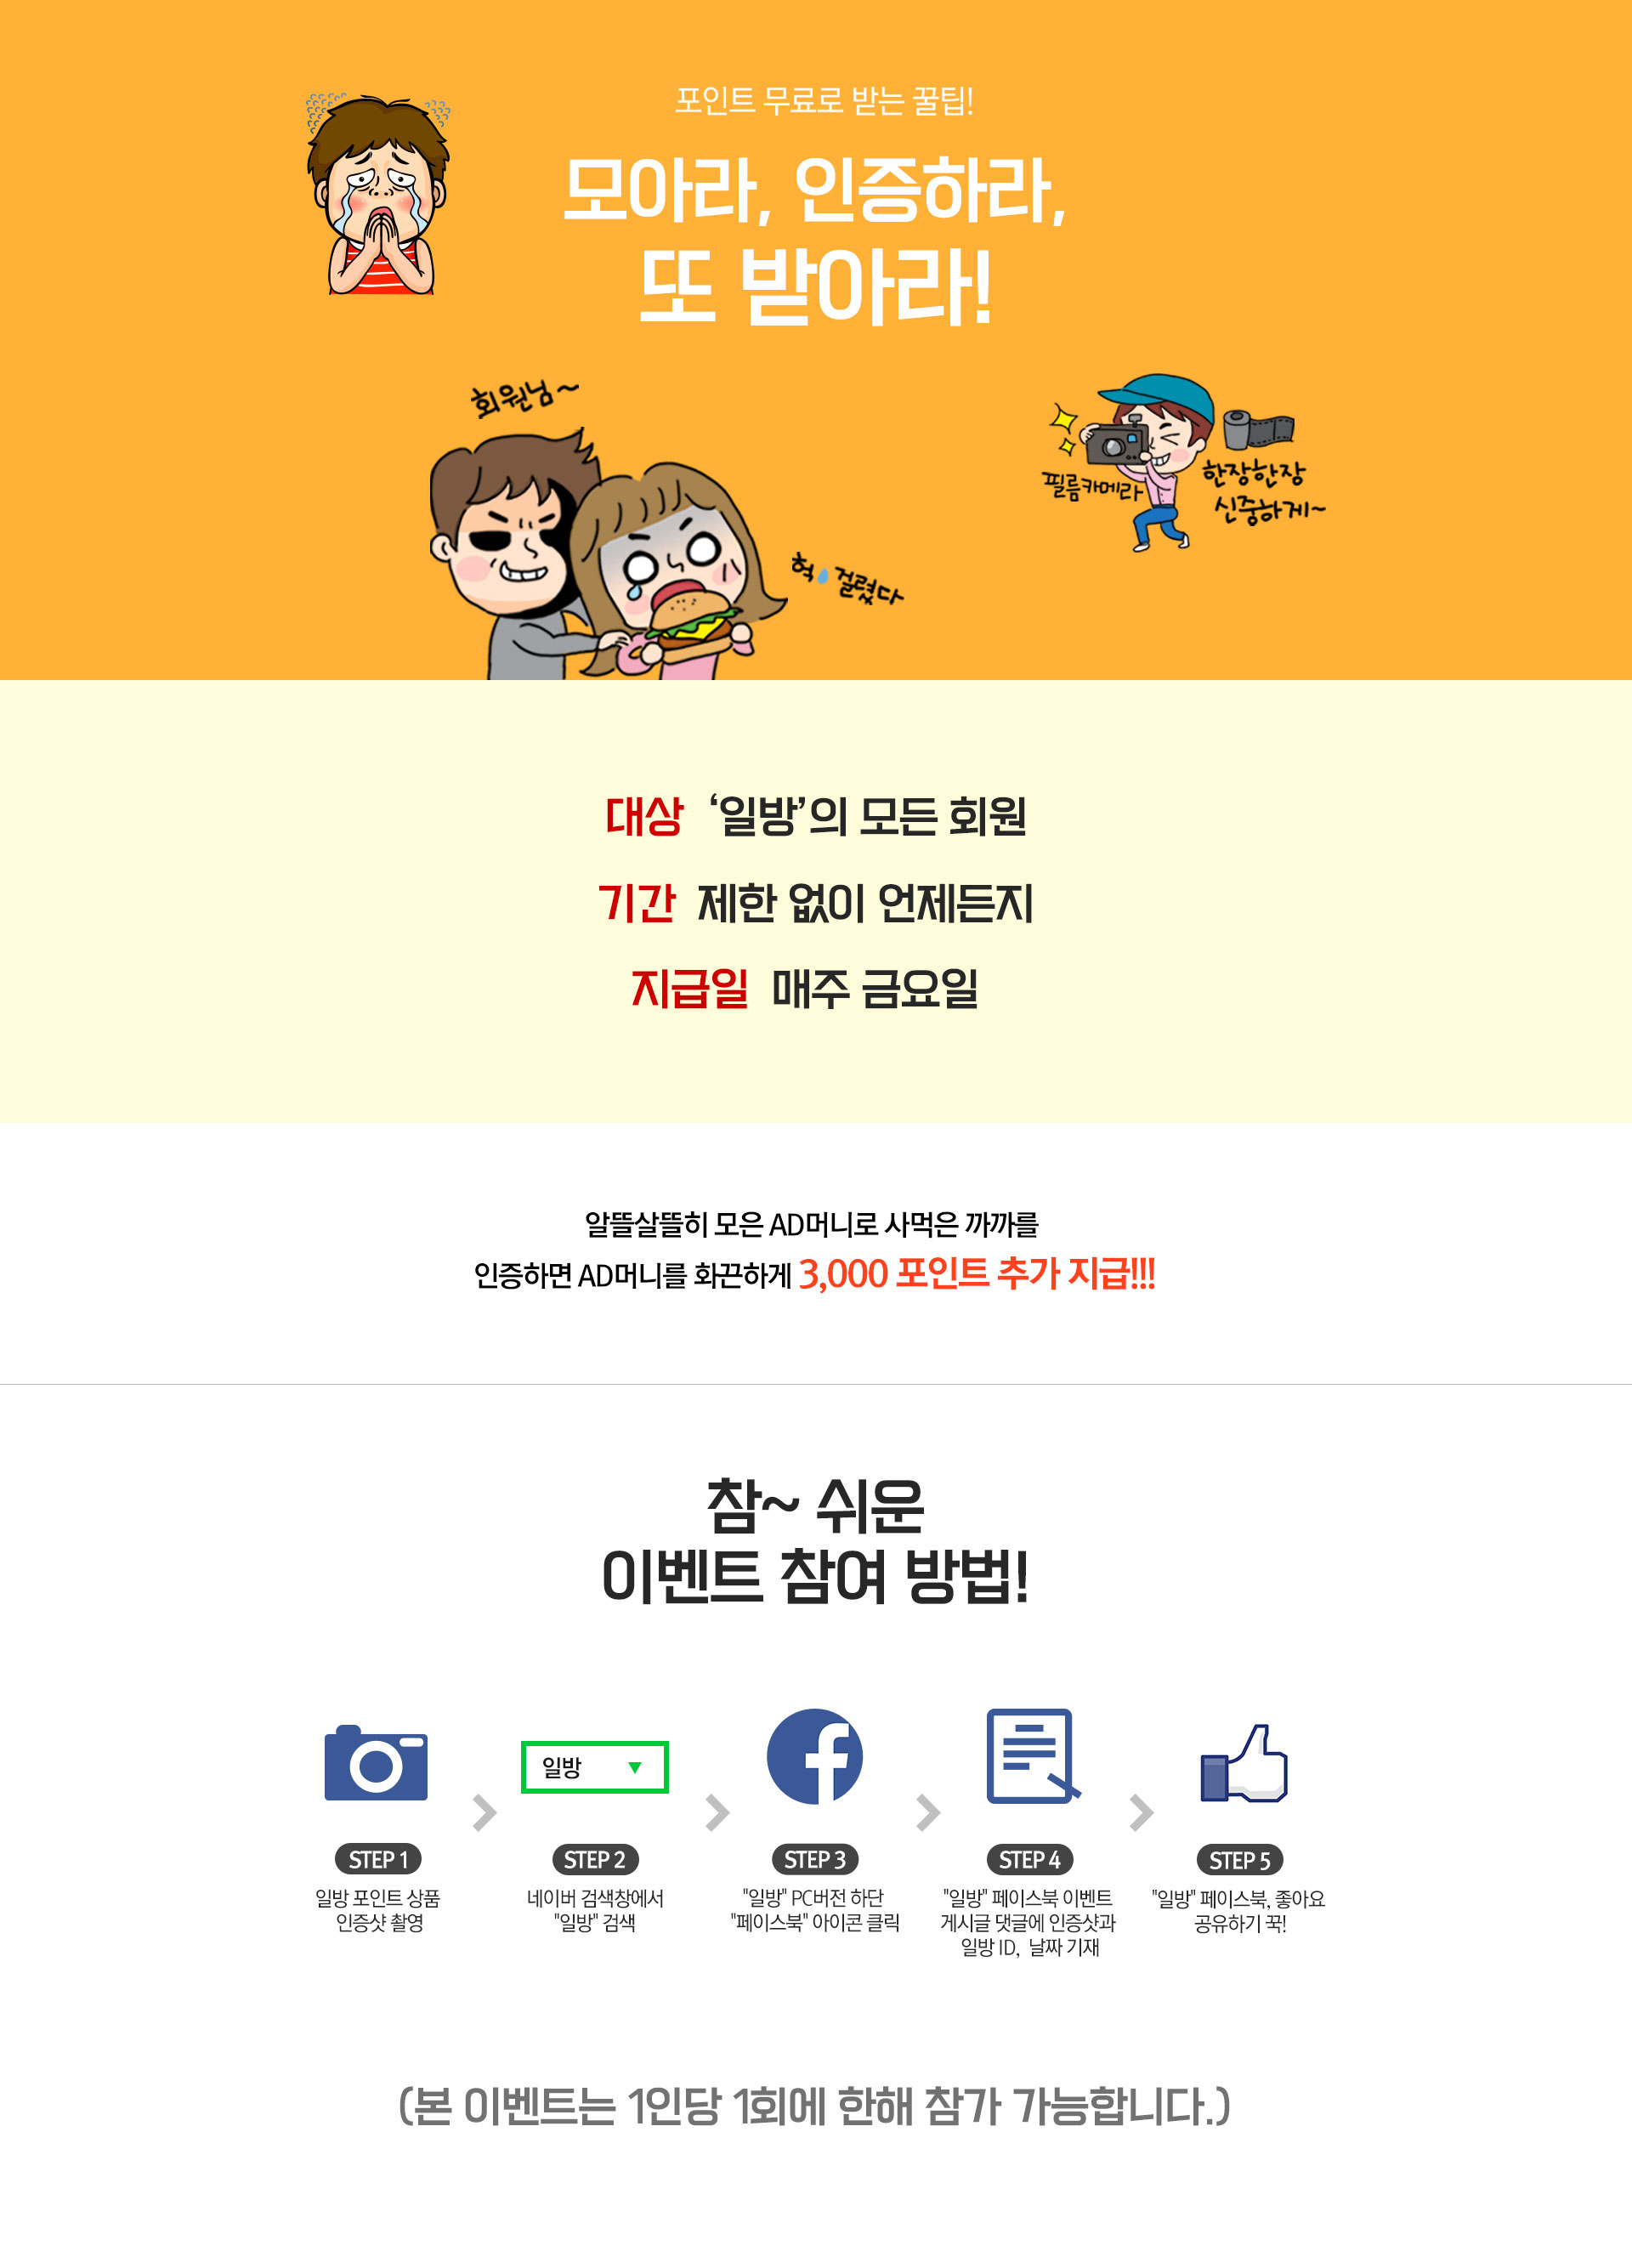 포인트 무료로 받는 꿀팁!
모아라, 인증하라,
또 받아라!
회원님~
필름카메라
한장한장
신중하게~
헉 걸렸다
대상 ‘일방’의 모든 회원
기간 제한 없이 언제든지
지급일 매주 금요일
알뜰살뜰히 모은 AD머니로 사먹은 까까를
인증하면 AD머니를 화끈하게 3,000 포인트 추가 지급!!!
참~ 쉬운
이벤트 참여 방법!
일방 ▼
STEP 1
일방 포인트 상품
인증샷 촬영
STEP 2
네이버 검색창에서
"일방" 검색
STEP 3
"일방" PC버전 하단
"페이스북" 아이콘 클릭
STEP 4
"일방" 페이스북 이벤트
게시글 댓글에 인증샷과
일방 ID, 날짜 기재
STEP 5
"일방" 페이스북, 좋아요
공유하기 꾹!
(본 이벤트는 1인당 1회에 한해 참가 가능합니다.)